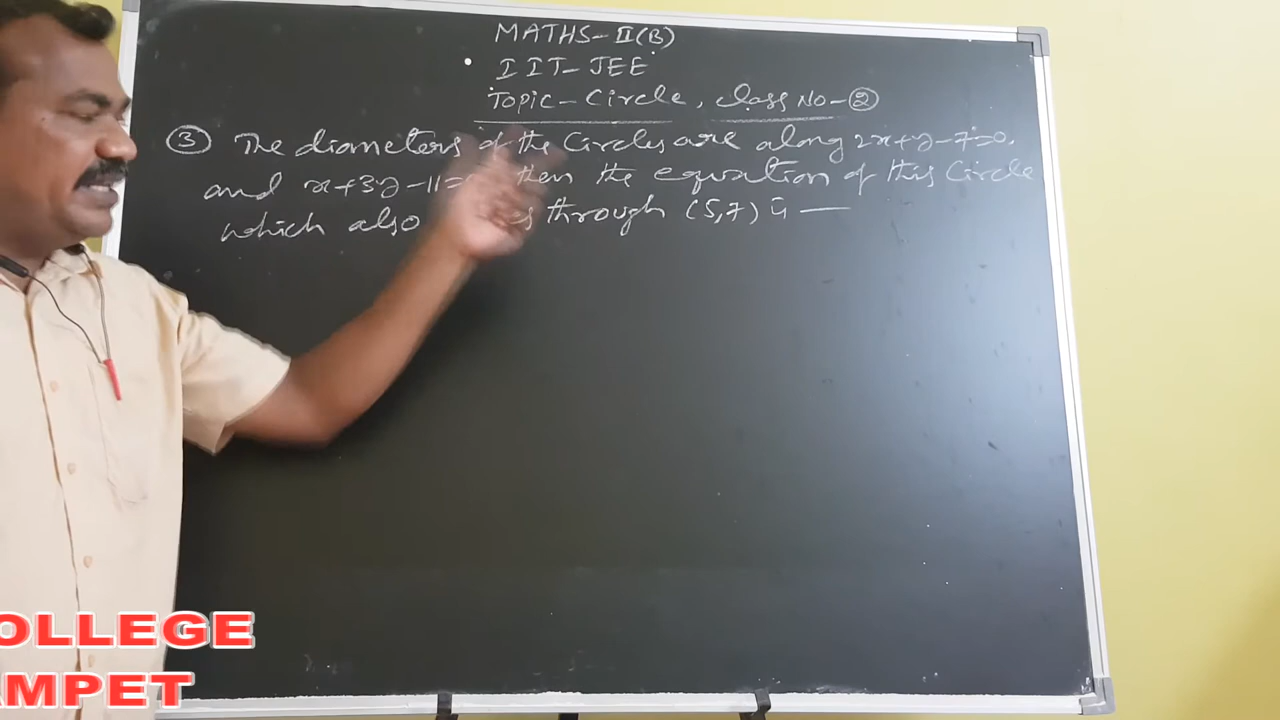 MATHS-II(B)
IIT-JEE
Topic-Circle, class No-②
③ The diameters of the Circles are along 2x+y-7=0.
and x+3y-11= then the equation of this Circle
which also through (5,7) is —
OLLEGE
AMPET